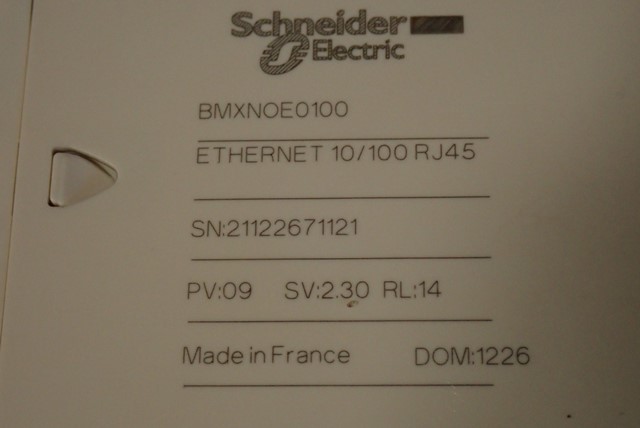 Schneider
Electric
BMXNOE0100
ETHERNET 10/100 RJ45
SN:21122671121
PV:09 SV:2.30 RL:14
Made in France DOM:1226